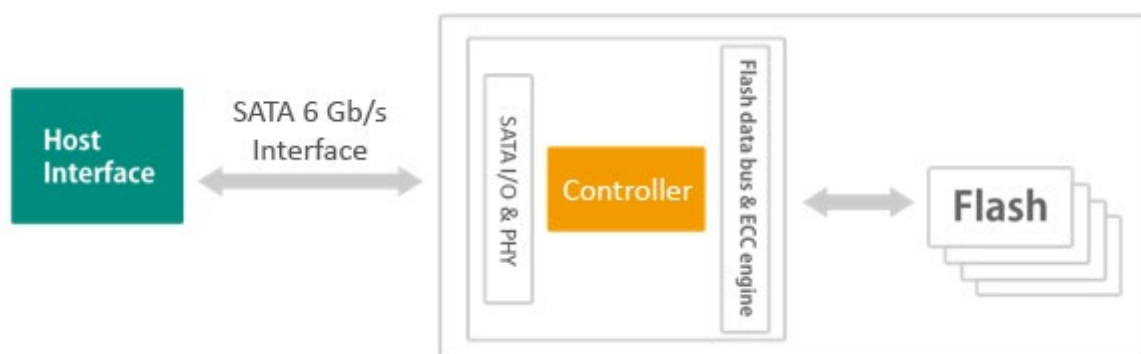 Host
Interface
SATA 6 Gb/s
Interface
SATA I/O & PHY
Controller
Flash data bus & ECC engine
Flash